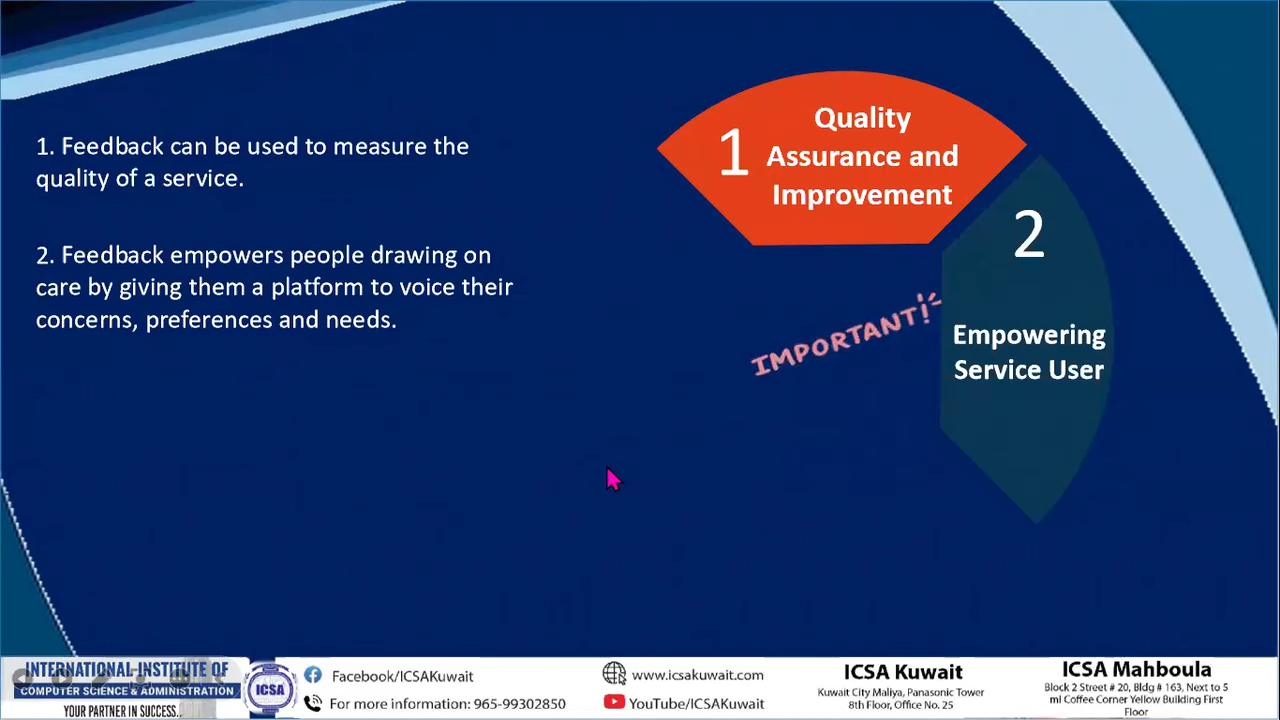 1. Feedback can be used to measure the
quality of a service.
2. Feedback empowers people drawing on
care by giving them a platform to voice their
concerns, preferences and needs.
1
Quality
Assurance and
Improvement
2
Empowering
Service User
IMPORTANT!
INTERNATIONAL INSTITUTE OF
COMPUTER SCIENCE & ADMINISTRATION
YOUR PARTNER IN SUCCESS...
ICSA
Facebook/ICSAKuwait
For more information: 965-99302850
www.icsakuwait.com
YouTube/ICSAKuwait
ICSA Kuwait
Kuwait City Maliya, Panasonic Tower
8th Floor, Office No. 25
ICSA Mahboula
Block 2 Street # 20, Bldg # 163, Next to 5
ml Coffee Corner Yellow Building First
Floor